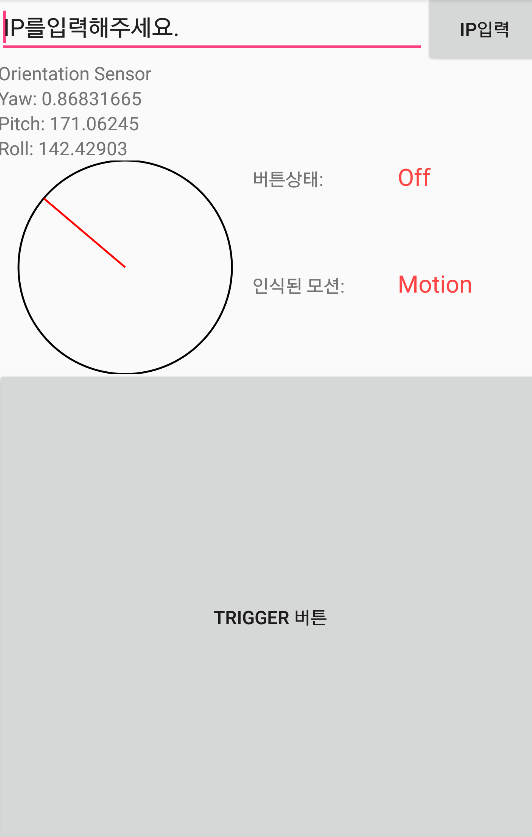 IP를입력해주세요.
IP입력
Orientation Sensor
Yaw: 0.86831665
Pitch: 171.06245
Roll: 142.42903
버튼상태: Off
인식된 모션: Motion
TRIGGER 버튼